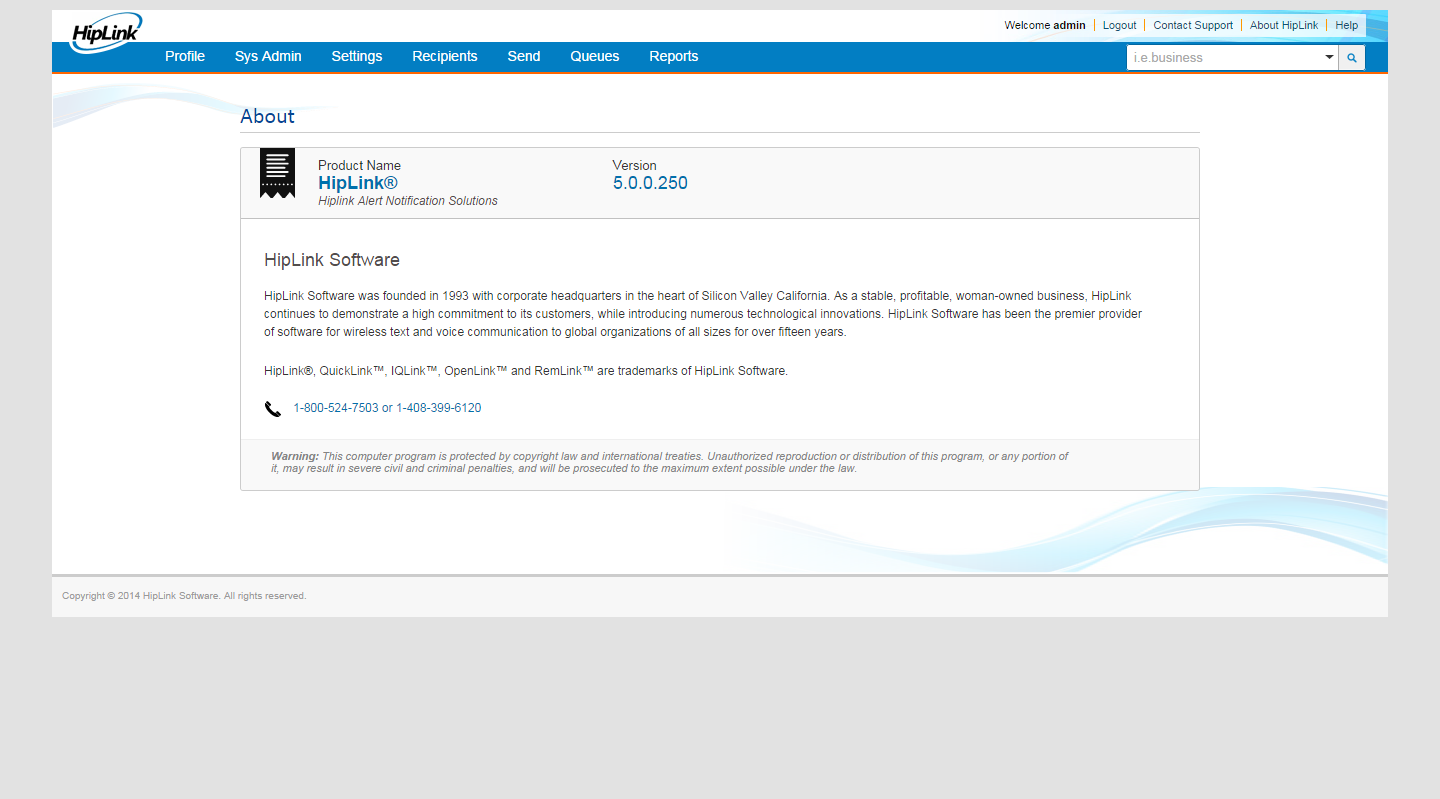 HipLink
Welcome admin
Logout
Contact Support
About HipLink
Help
Profile
Sys Admin
Settings
Recipients
Send
Queues
Reports
i.e.business
About
Product Name
HipLink®
Hiplink Alert Notification Solutions
Version
5.0.0.250
HipLink Software
HipLink Software was founded in 1993 with corporate headquarters in the heart of Silicon Valley California. As a stable, profitable, woman-owned business, HipLink
continues to demonstrate a high commitment to its customers, while introducing numerous technological innovations. HipLink Software has been the premier provider
of software for wireless text and voice communication to global organizations of all sizes for over fifteen years.
HipLink®, QuickLink™, IQLink™, OpenLink™ and RemLink™ are trademarks of HipLink Software.
1-800-524-7503 or 1-408-399-6120
Warning: This computer program is protected by copyright law and international treaties. Unauthorized reproduction or distribution of this program, or any portion of
it, may result in severe civil and criminal penalties, and will be prosecuted to the maximum extent possible under the law.
Copyright © 2014 HipLink Software. All rights reserved.